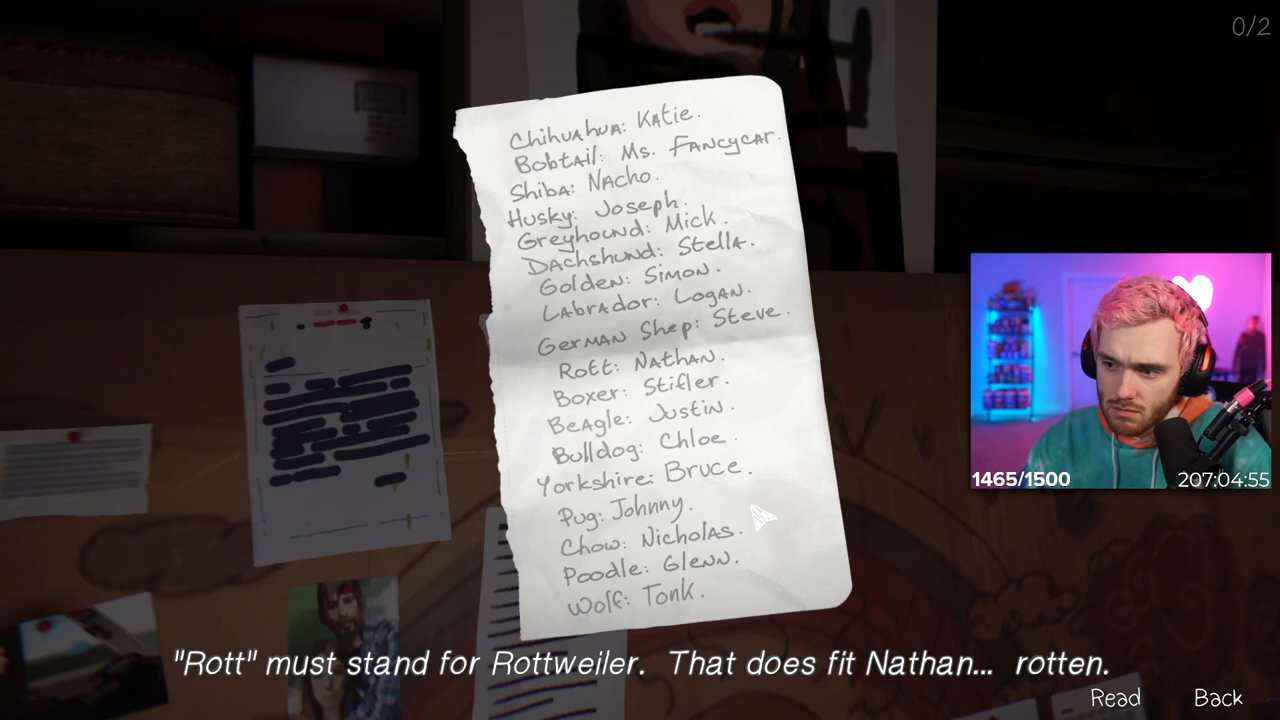 0/2
Chihuahua: Katie.
Bobtail: Ms. Fancycar.
Shiba: Nacho.
Husky: Joseph.
Greyhound: Mick.
Dachshund: Stella.
Golden: Simon.
Labrador: Logan.
German Shep: Steve.
Rott: Nathan.
Boxer: Stifler.
Beagle: Justin.
Bulldog: Chloe.
Yorkshire: Bruce.
Pug: Johnny.
Chow: Nicholas.
Poodle: Glenn.
Wolf: Tonk.
1465/1500
207:04:55
"Rott" must stand for Rottweiler. That does fit Nathan... rotten.
Read
Back